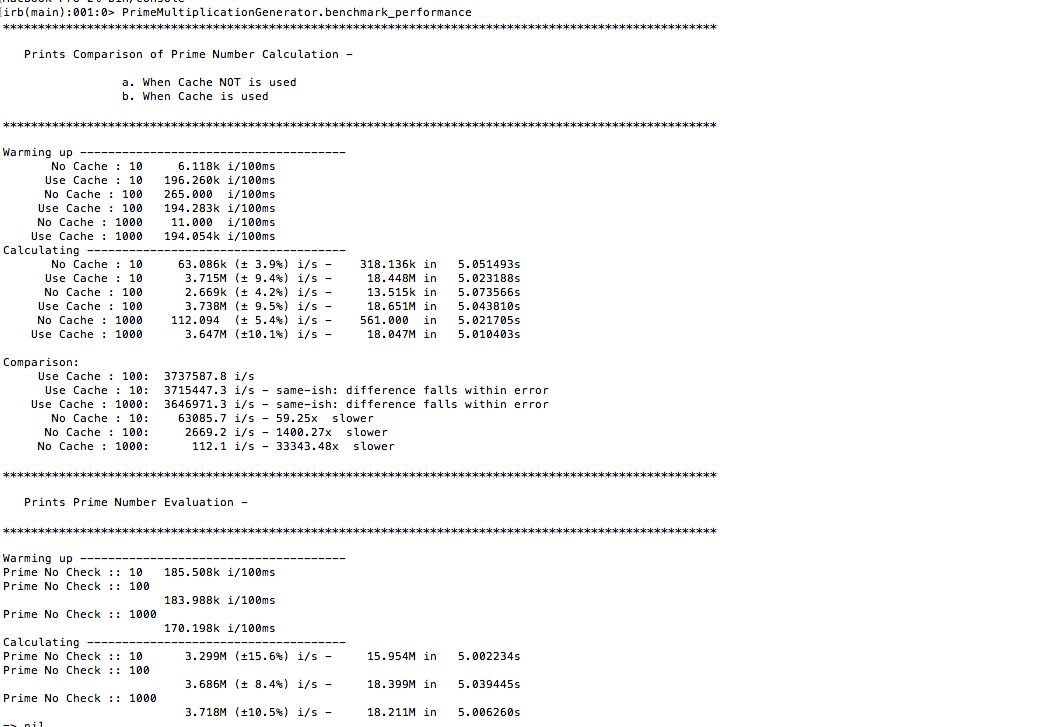 MacBook-Pro-2: bin/console
[irb(main):001:0> PrimeMultiplicationGenerator.benchmark_performance
******************************************************************************************************
Prints Comparison of Prime Number Calculation -
a. When Cache NOT is used
b. When Cache is used
******************************************************************************************************
Warming up --------------------------------------
No Cache : 10     6.118k i/100ms
Use Cache : 10   196.260k i/100ms
No Cache : 100   265.000  i/100ms
Use Cache : 100   194.283k i/100ms
No Cache : 1000    11.000  i/100ms
Use Cache : 1000   194.054k i/100ms
Calculating -------------------------------------
No Cache : 10     63.086k (± 3.9%) i/s -    318.136k in   5.051493s
Use Cache : 10      3.715M (± 9.4%) i/s -     18.448M in   5.023188s
No Cache : 100      2.669k (± 4.2%) i/s -     13.515k in   5.073566s
Use Cache : 100      3.738M (± 9.5%) i/s -     18.651M in   5.043810s
No Cache : 1000    112.094  (± 5.4%) i/s -    561.000  in   5.021705s
Use Cache : 1000      3.647M (±10.1%) i/s -     18.047M in   5.010403s
Comparison:
Use Cache : 100:  3737587.8 i/s
Use Cache : 10:  3715447.3 i/s - same-ish: difference falls within error
Use Cache : 1000:  3646971.3 i/s - same-ish: difference falls within error
No Cache : 10:    63085.7 i/s - 59.25x  slower
No Cache : 100:     2669.2 i/s - 1400.27x  slower
No Cache : 1000:      112.1 i/s - 33343.48x  slower
******************************************************************************************************
Prints Prime Number Evaluation -
******************************************************************************************************
Warming up --------------------------------------
Prime No Check :: 10   185.508k i/100ms
Prime No Check :: 100
183.988k i/100ms
Prime No Check :: 1000
170.198k i/100ms
Calculating -------------------------------------
Prime No Check :: 10      3.299M (±15.6%) i/s -     15.954M in   5.002234s
Prime No Check :: 100
3.686M (± 8.4%) i/s -     18.399M in   5.039445s
Prime No Check :: 1000
3.718M (±10.5%) i/s -     18.211M in   5.006260s
=> nil